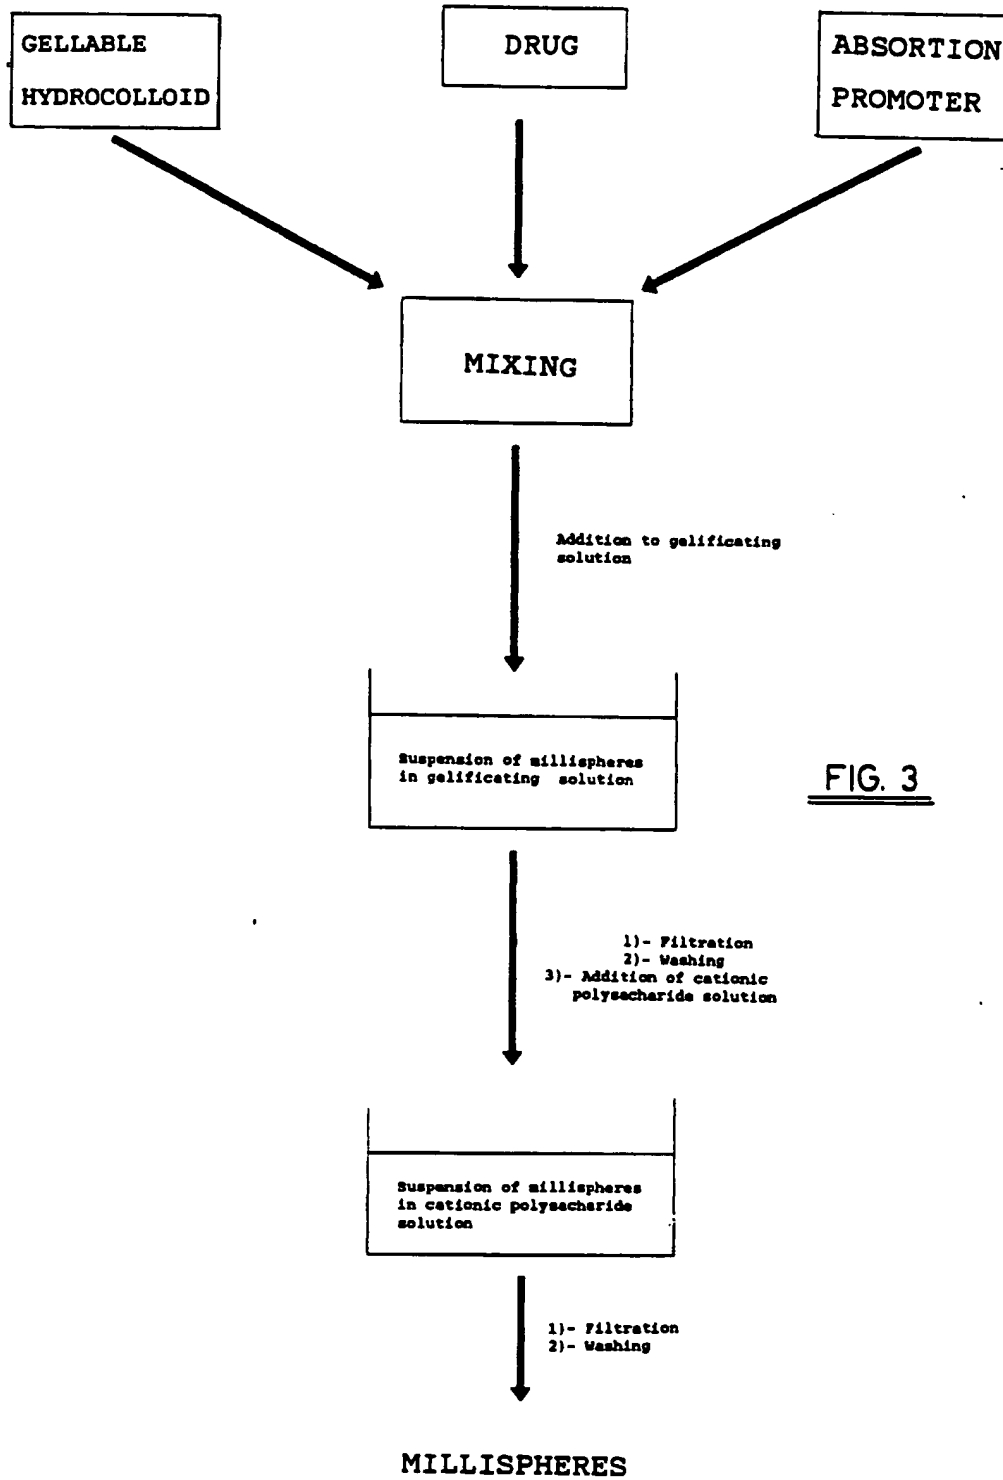 GELLABLE
HYDROCOLLOID
DRUG
ABSORTION
PROMOTER
MIXING
Addition to gelificating
solution
Suspension of millispheres
in gelificating solution
FIG. 3
1)- Filtration
2)- Washing
3)- Addition of cationic
polysacharide solution
Suspension of millispheres
in cationic polysacharide
solution
1)- Filtration
2)- Washing
MILLISPHERES